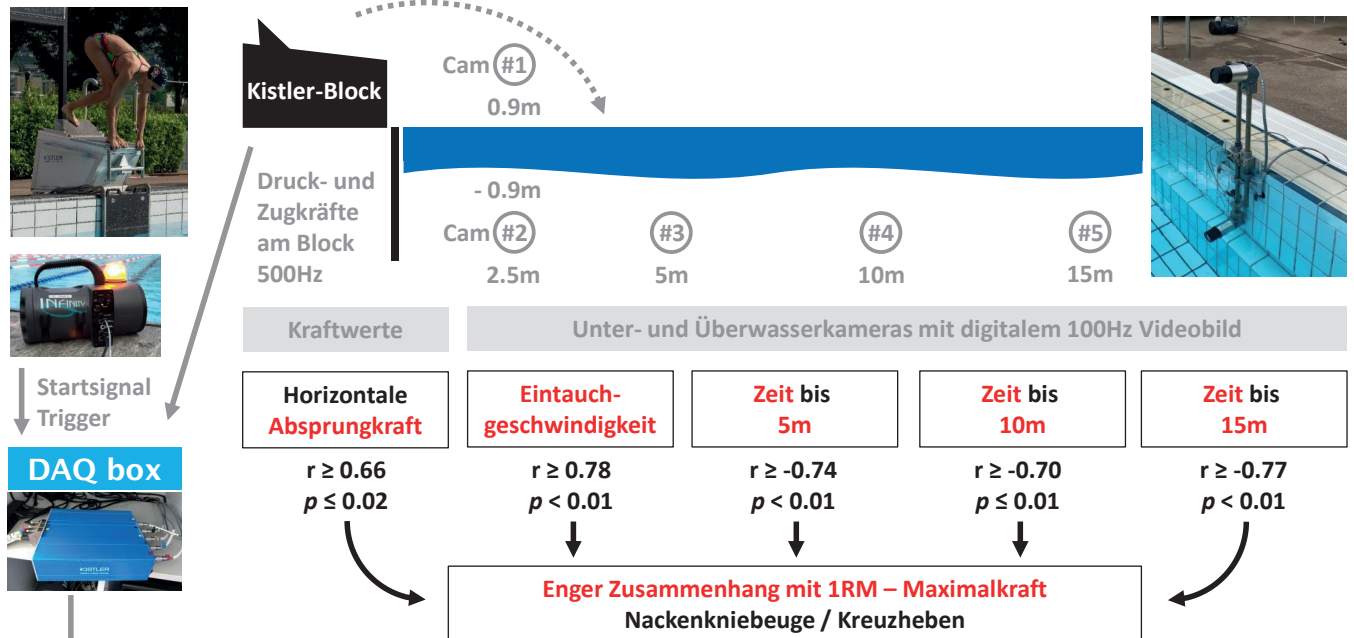 Kistler-Block
Cam #1
0.9m
Druck- und
Zugkräfte
am Block
500Hz
- 0.9m
Cam #2 #3 #4 #5
2.5m 5m 10m 15m
KISTLER
INFINITY
Startsignal
Trigger
DAQ box
KISTLER
Kraftwerte
Unter- und Überwasserkameras mit digitalem 100Hz Videobild
Horizontale
Absprungkraft
r ≥ 0.66
p ≤ 0.02
Eintauch-
geschwindigkeit
r ≥ 0.78
p < 0.01
Zeit bis
5m
r ≥ -0.74
p < 0.01
Zeit bis
10m
r ≥ -0.70
p ≤ 0.01
Zeit bis
15m
r ≥ -0.77
p < 0.01
Enger Zusammenhang mit 1RM – Maximalkraft
Nackenkniebeuge / Kreuzheben